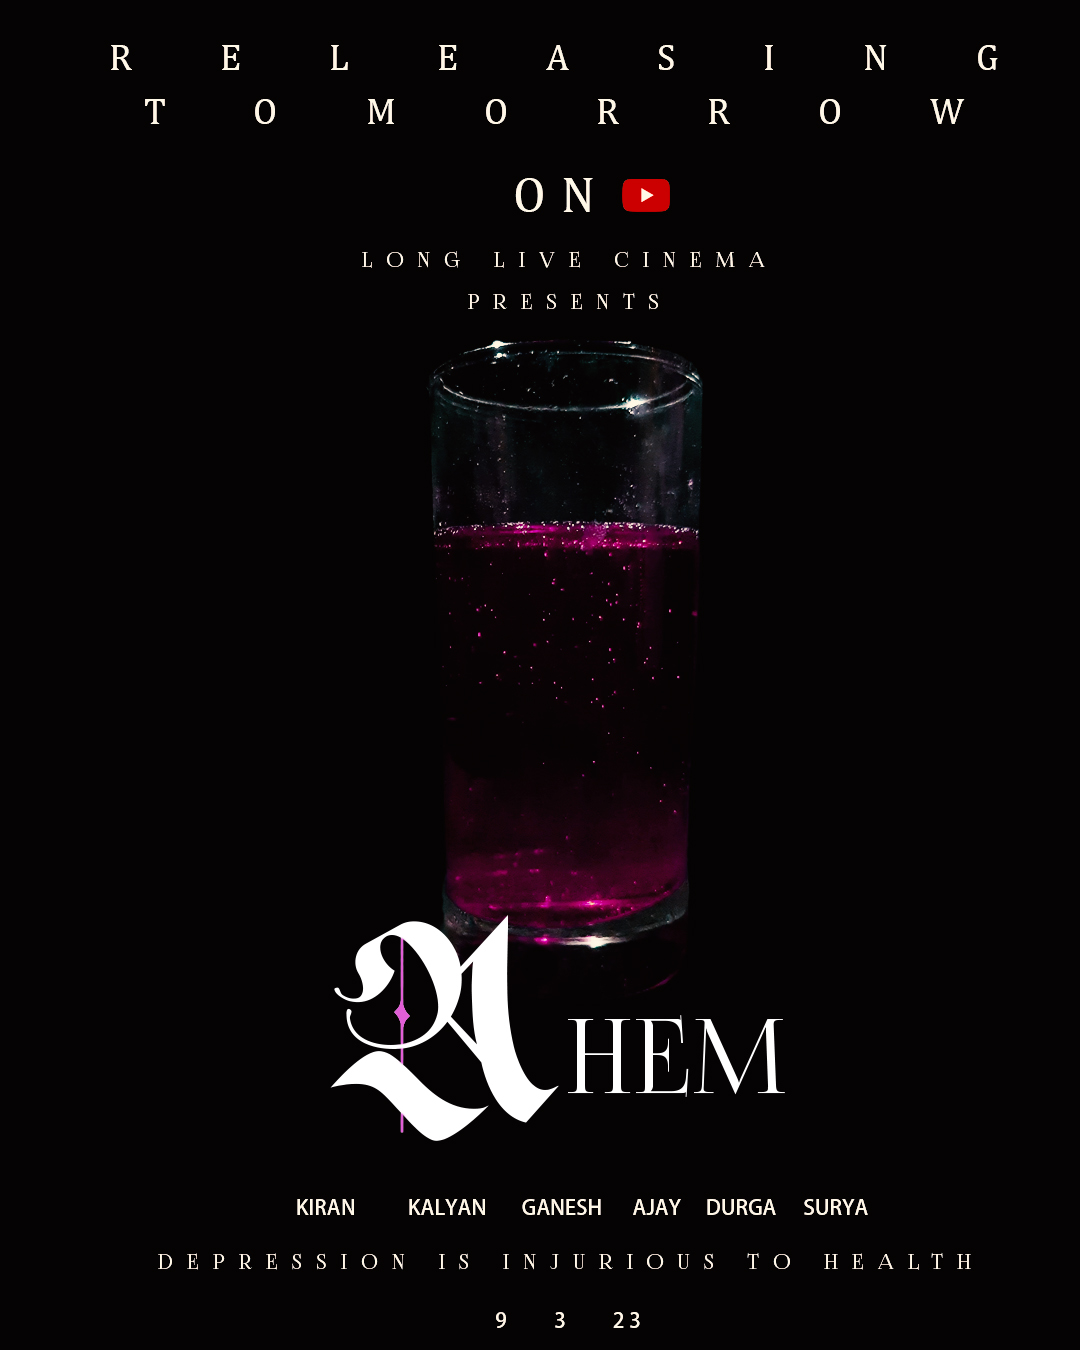 RELEASING
TOMORROW
ON
LONG LIVE CINEMA
PRESENTS
AHEM
KIRAN KALYAN GANESH AJAY DURGA SURYA
DEPRESSION IS INJURIOUS TO HEALTH
9 3 23